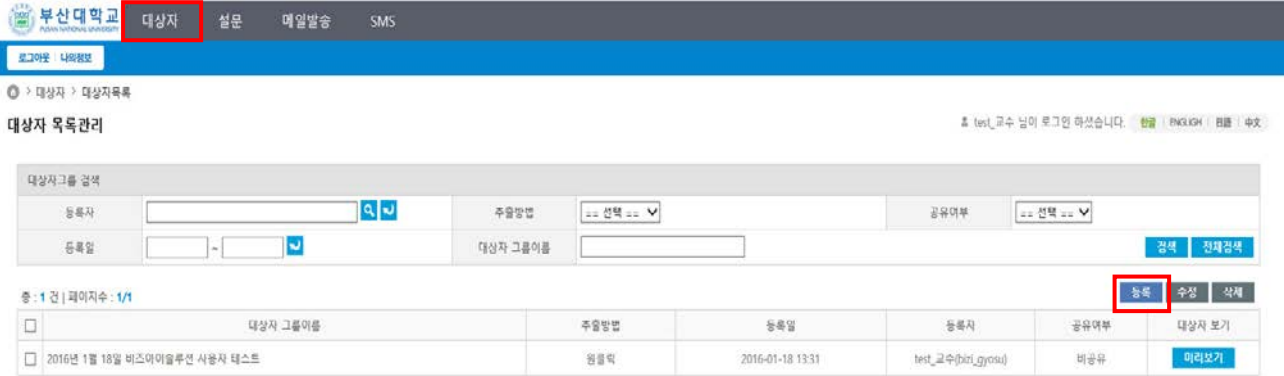 부산대학교 대상자 설문 메일발송 SMS
PUSAN NATIONAL UNIVERSITY
로그아웃 | 나의정보
> 대상자 > 대상자목록
대상자 목록관리
test_교수 님이 로그인 하셨습니다. 한글 | ENGLISH | 日語 | 中文
대상자그룹 검색
등록자 추출방법 == 선택 == 공유여부 == 선택 ==
등록일 ~ 대상자 그룹이름 검색 전체검색
총 : 1 건 | 페이지수 : 1/1 등록 수정 삭제
대상자 그룹이름 추출방법 등록일 등록자 공유여부 대상자 보기
2016년 1월 18일 비즈아이솔루션 사용자 테스트 원클릭 2016-01-18 13:31 test_교수(bizi_gyosu) 비공유 미리보기